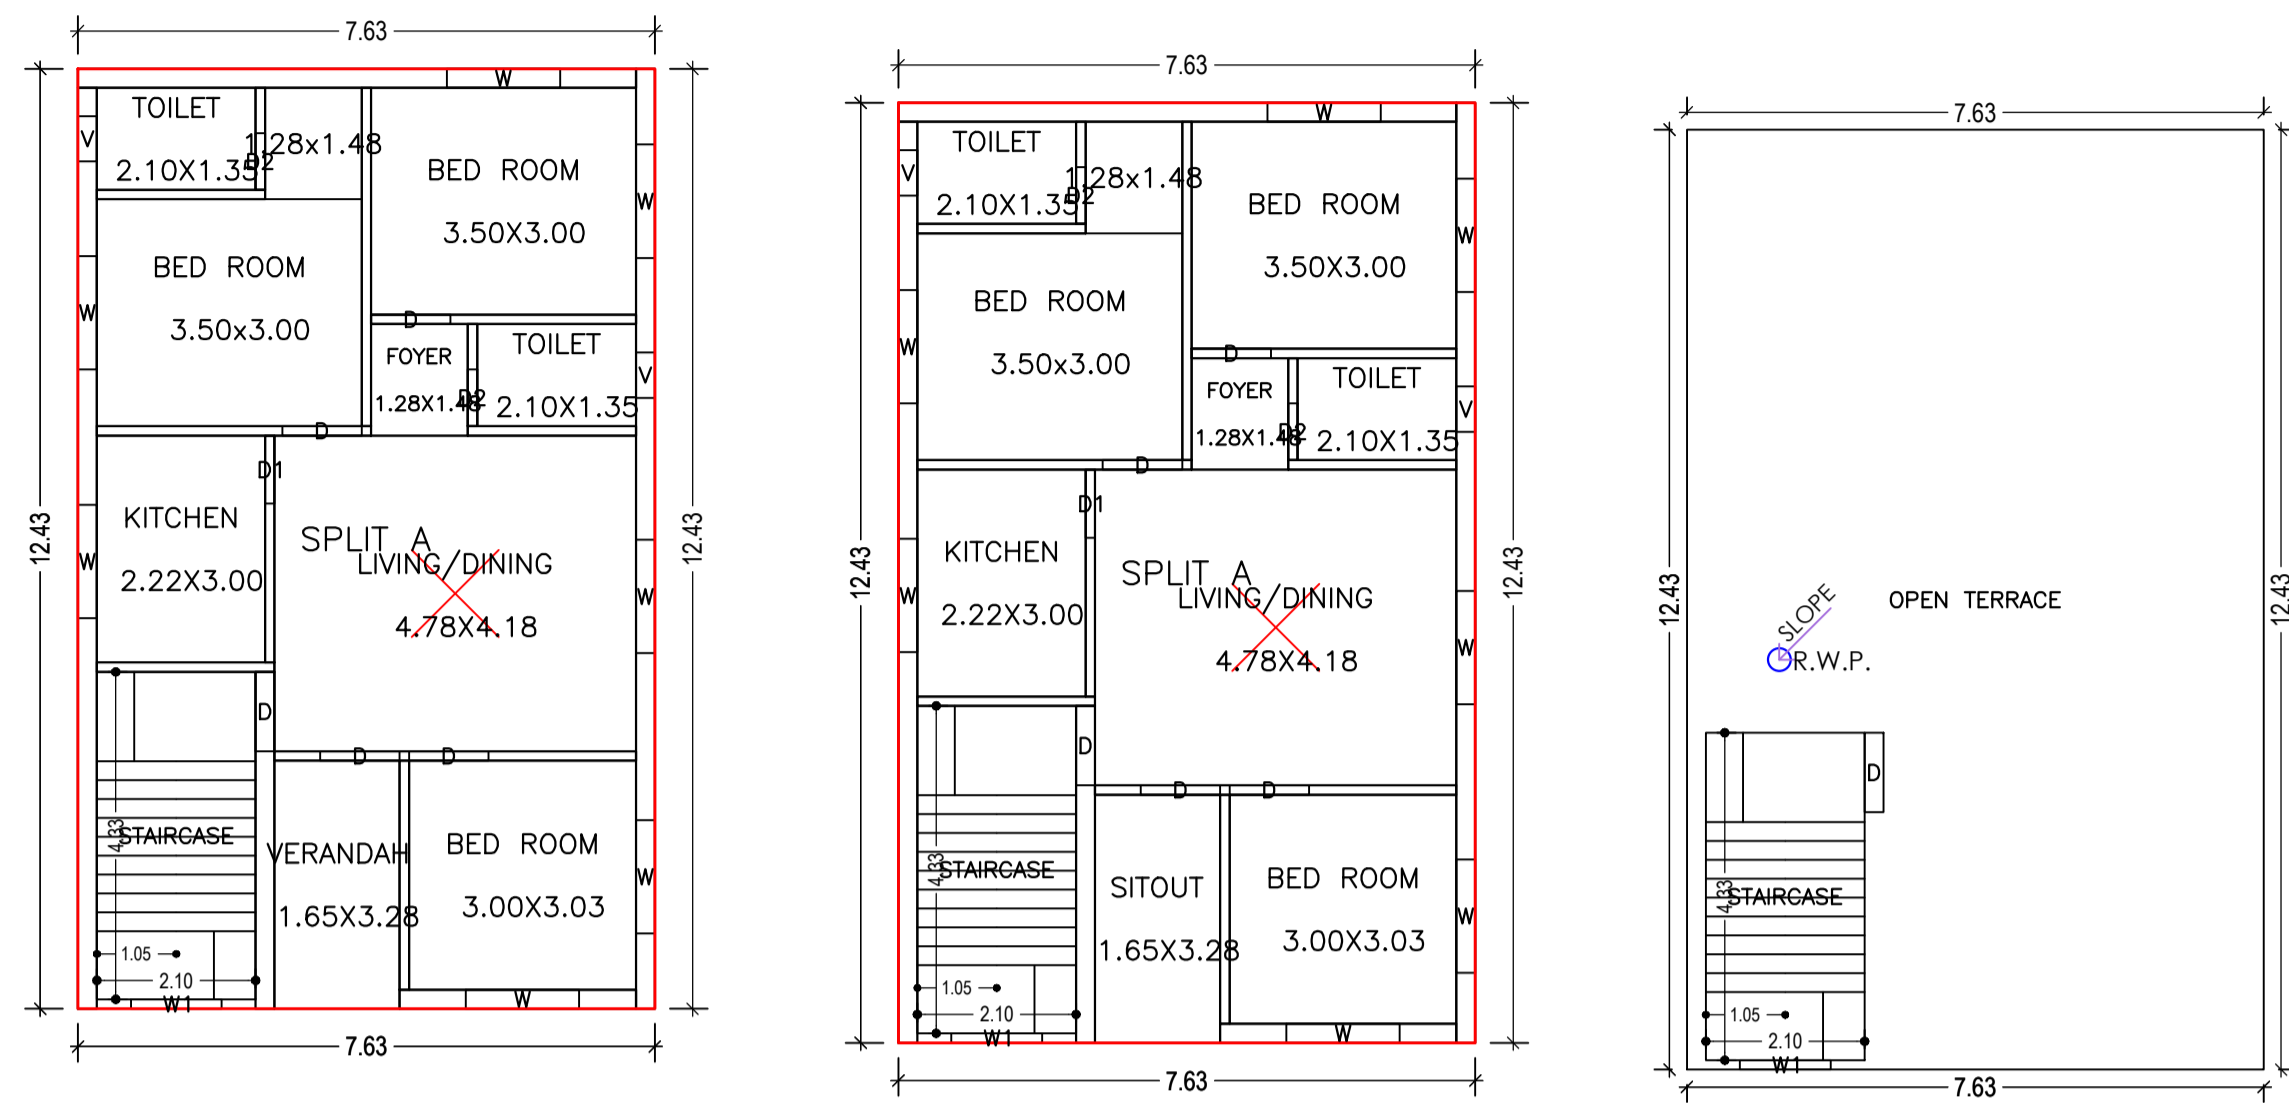 7.63
W
TOILET
V
1.28x1.48
D2
2.10X1.35
BED ROOM
3.50X3.00
W
BED ROOM
3.50x3.00
W
D
FOYER
1.28X1.48
D2
TOILET
2.10X1.35
V
D
D1
KITCHEN
2.22X3.00
W
SPLIT A
LIVING/DINING
4.78X4.18
W
12.43
12.43
D
D
D
4.33
STAIRCASE
VERANDAH
1.65X3.28
BED ROOM
3.00X3.03
W
1.05
2.10
W1
W
7.63
7.63
W
TOILET
V
1.28x1.48
D2
2.10X1.35
BED ROOM
3.50X3.00
W
BED ROOM
3.50x3.00
W
D
FOYER
1.28X1.48
D2
TOILET
2.10X1.35
V
D
D1
KITCHEN
2.22X3.00
W
SPLIT A
LIVING/DINING
4.78X4.18
W
12.43
12.43
D
D
D
4.33
STAIRCASE
SITOUT
1.65X3.28
BED ROOM
3.00X3.03
W
1.05
2.10
W1
W
7.63
7.63
12.43
12.43
OPEN TERRACE
SLOPE
R.W.P.
D
4.33
STAIRCASE
1.05
2.10
W1
7.63